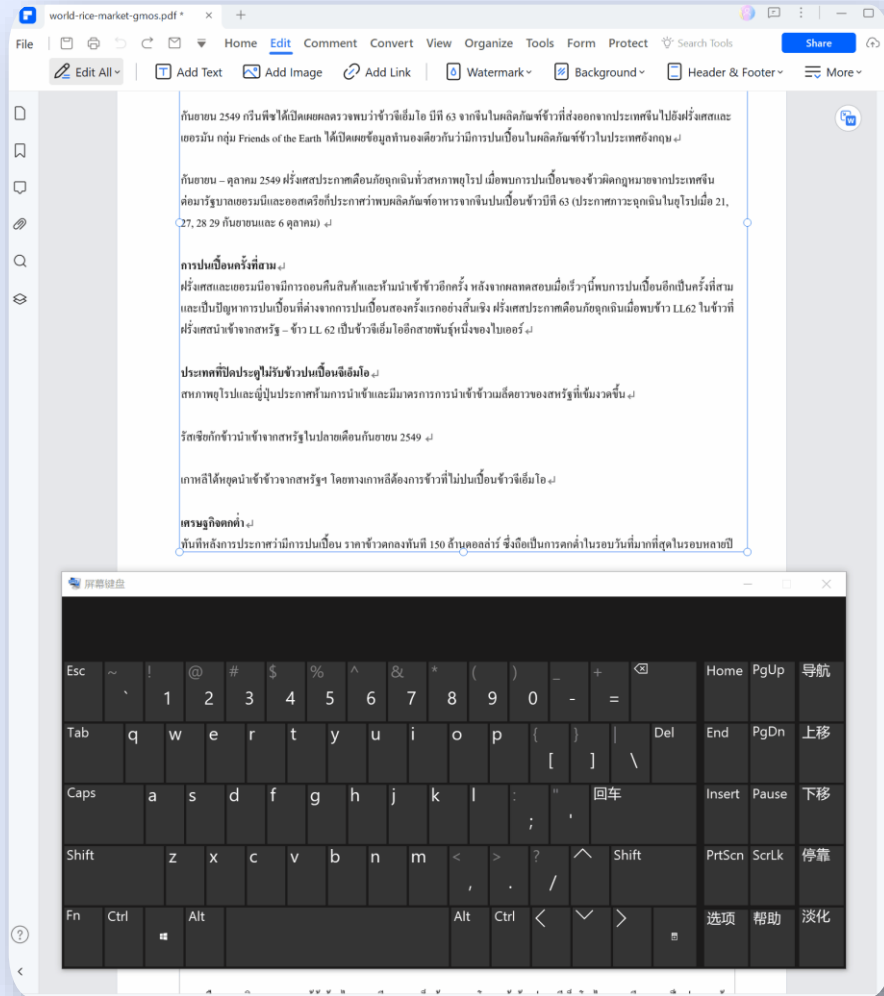 world-rice-market-gmos.pdf *
File
Home Edit Comment Convert View Organize Tools Form Protect Search Tools Share
Edit All Add Text Add Image Add Link Watermark Background Header & Footer More
กันยายน 2549 กรีนพีซได้เปิดเผยผลตรวจพบว่าข้าวจีเอ็มโอ บีที 63 จากจีนในผลิตภัณฑ์ข้าวที่ส่งออกจากประเทศจีนไปยังฝรั่งเศสและ
เยอรมัน กลุ่ม Friends of the Earth ได้เปิดเผยข้อมูลทำนองเดียวกันว่ามีการปนเปื้อนในผลิตภัณฑ์ข้าวในประเทศอังกฤษ
กันยายน – ตุลาคม 2549 ฝรั่งเศสประกาศเตือนภัยฉุกเฉินทั่วสหภาพยุโรป เมื่อพบการปนเปื้อนของข้าวผิดกฎหมายจากประเทศจีน
ต่อมารัฐบาลเยอรมนีและออสเตรียก็ประกาศว่าพบผลิตภัณฑ์อาหารจากจีนปนเปื้อนข้าวบีที 63 (ประกาศภาวะฉุกเฉินในยุโรปเมื่อ 21,
27, 28 29 กันยายนและ 6 ตุลาคม)
การปนเปื้อนครั้งที่สาม
ฝรั่งเศสและเยอรมนีอาจมีการถอนคืนสินค้าและห้ามนำเข้าข้าวอีกครั้ง หลังจากผลทดสอบเมื่อเร็วๆนี้พบการปนเปื้อนอีกเป็นครั้งที่สาม
และเป็นปัญหาการปนเปื้อนที่ต่างจากการปนเปื้อนสองครั้งแรกอย่างสิ้นเชิง ฝรั่งเศสประกาศเตือนภัยฉุกเฉินเมื่อพบข้าว LL62 ในข้าวที่
ฝรั่งเศสนำเข้าจากสหรัฐ – ข้าว LL 62 เป็นข้าวจีเอ็มโออีกสายพันธุ์หนึ่งของไบเออร์
ประเทศที่ปิดประตูไม่รับข้าวปนเปื้อนจีเอ็มโอ
สหภาพยุโรปและญี่ปุ่นประกาศห้ามการนำเข้าและมีมาตรการการนำเข้าข้าวเมล็ดยาวของสหรัฐที่เข้มงวดขึ้น
รัสเซียกักข้าวนำเข้าจากสหรัฐในปลายเดือนกันยายน 2549
เกาหลีได้หยุดนำเข้าข้าวจากสหรัฐฯ โดยทางเกาหลีต้องการข้าวที่ไม่ปนเปื้อนข้าวจีเอ็มโอ
เศรษฐกิจตกต่ำ
ทันทีหลังการประกาศว่ามีการปนเปื้อน ราคาข้าวตกลงทันที 150 ล้านดอลล่าร์ ซึ่งถือเป็นการตกต่ำในรอบวันที่มากที่สุดในรอบหลายปี
屏幕键盘
Esc ~ ` ! 1 @ 2 # 3 $ 4 % 5 ^ 6 & 7 * 8 ( 9 ) 0 _ - + = Home PgUp 导航
Tab q w e r t y u i o p { [ } ] | \ Del End PgDn 上移
Caps a s d f g h j k l : ; " ' 回车 Insert Pause 下移
Shift z x c v b n m < , > . ? / Shift PrtScn ScrLk 停靠
Fn Ctrl Alt Alt Ctrl 选项 帮助 淡化